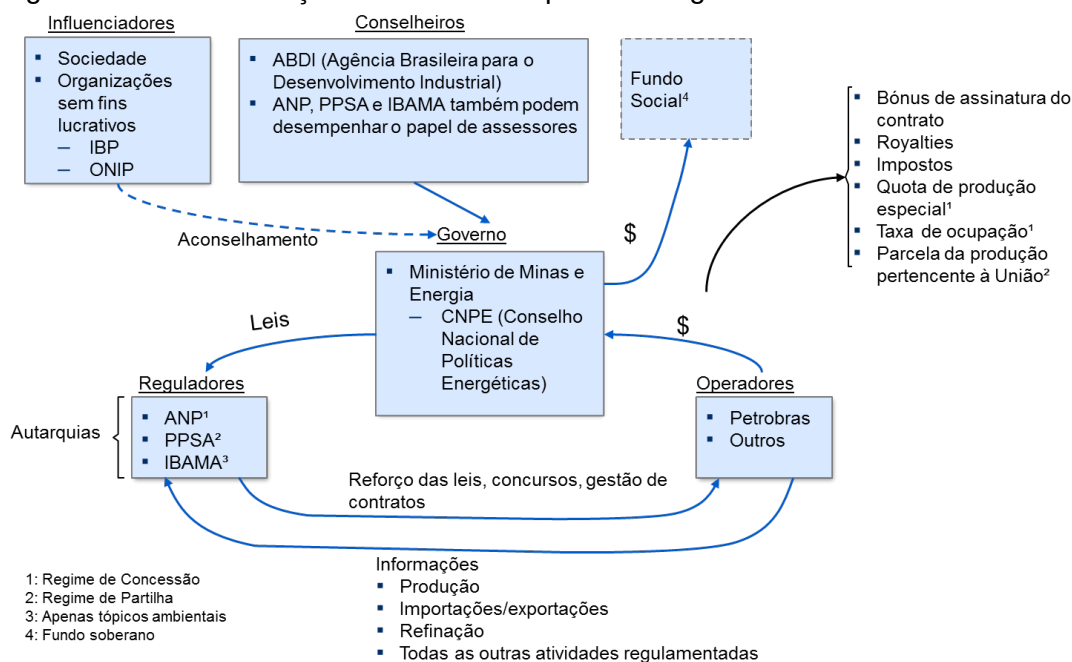 Influenciadores
▪ Sociedade
▪ Organizações
sem fins
lucrativos
— IBP
— ONIP
Conselheiros
▪ ABDI (Agência Brasileira para o
Desenvolvimento Industrial)
▪ ANP, PPSA e IBAMA também podem
desempenhar o papel de assessores
Fundo
Social⁴
▪ Bónus de assinatura do
contrato
▪ Royalties
▪ Impostos
▪ Quota de produção
especial¹
▪ Taxa de ocupação¹
▪ Parcela da produção
pertencente à União²
Aconselhamento
Governo
$
▪ Ministério de Minas e
Energia
— CNPE (Conselho
Nacional de
Políticas
Energéticas)
Leis
$
Reguladores
Autarquias
▪ ANP¹
▪ PPSA²
▪ IBAMA³
Operadores
▪ Petrobras
▪ Outros
Reforço das leis, concursos, gestão de
contratos
Informações
▪ Produção
▪ Importações/exportações
▪ Refinação
▪ Todas as outras atividades regulamentadas
1: Regime de Concessão
2: Regime de Partilha
3: Apenas tópicos ambientais
4: Fundo soberano